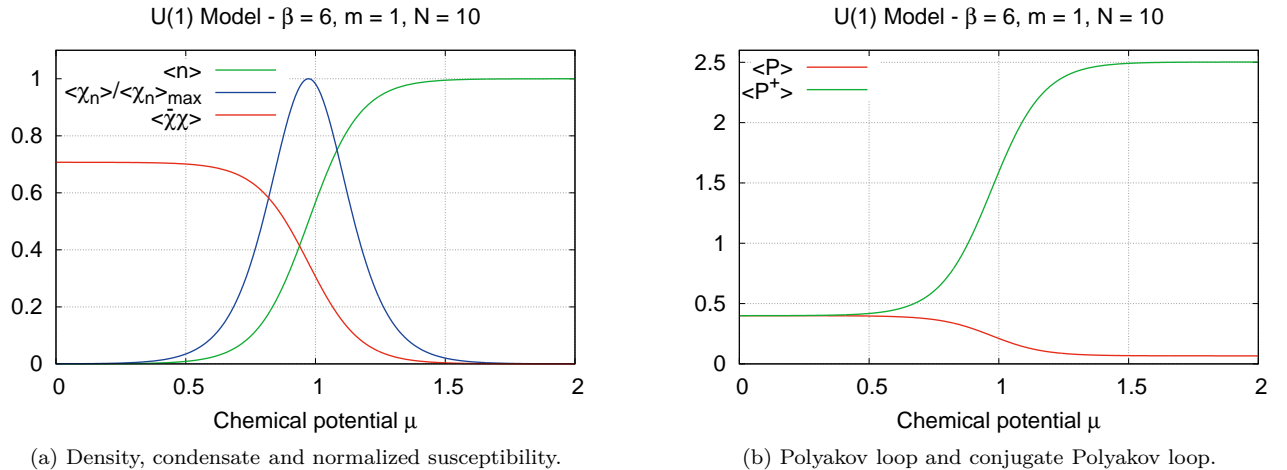 U(1) Model - β = 6, m = 1, N = 10
<n>
<χn>/<χn>max
<χ̄χ>
1
0.8
0.6
0.4
0.2
0
0
0.5
1
1.5
2
Chemical potential μ
(a) Density, condensate and normalized susceptibility.
U(1) Model - β = 6, m = 1, N = 10
<P>
<P+>
2.5
2
1.5
1
0.5
0
0
0.5
1
1.5
2
Chemical potential μ
(b) Polyakov loop and conjugate Polyakov loop.